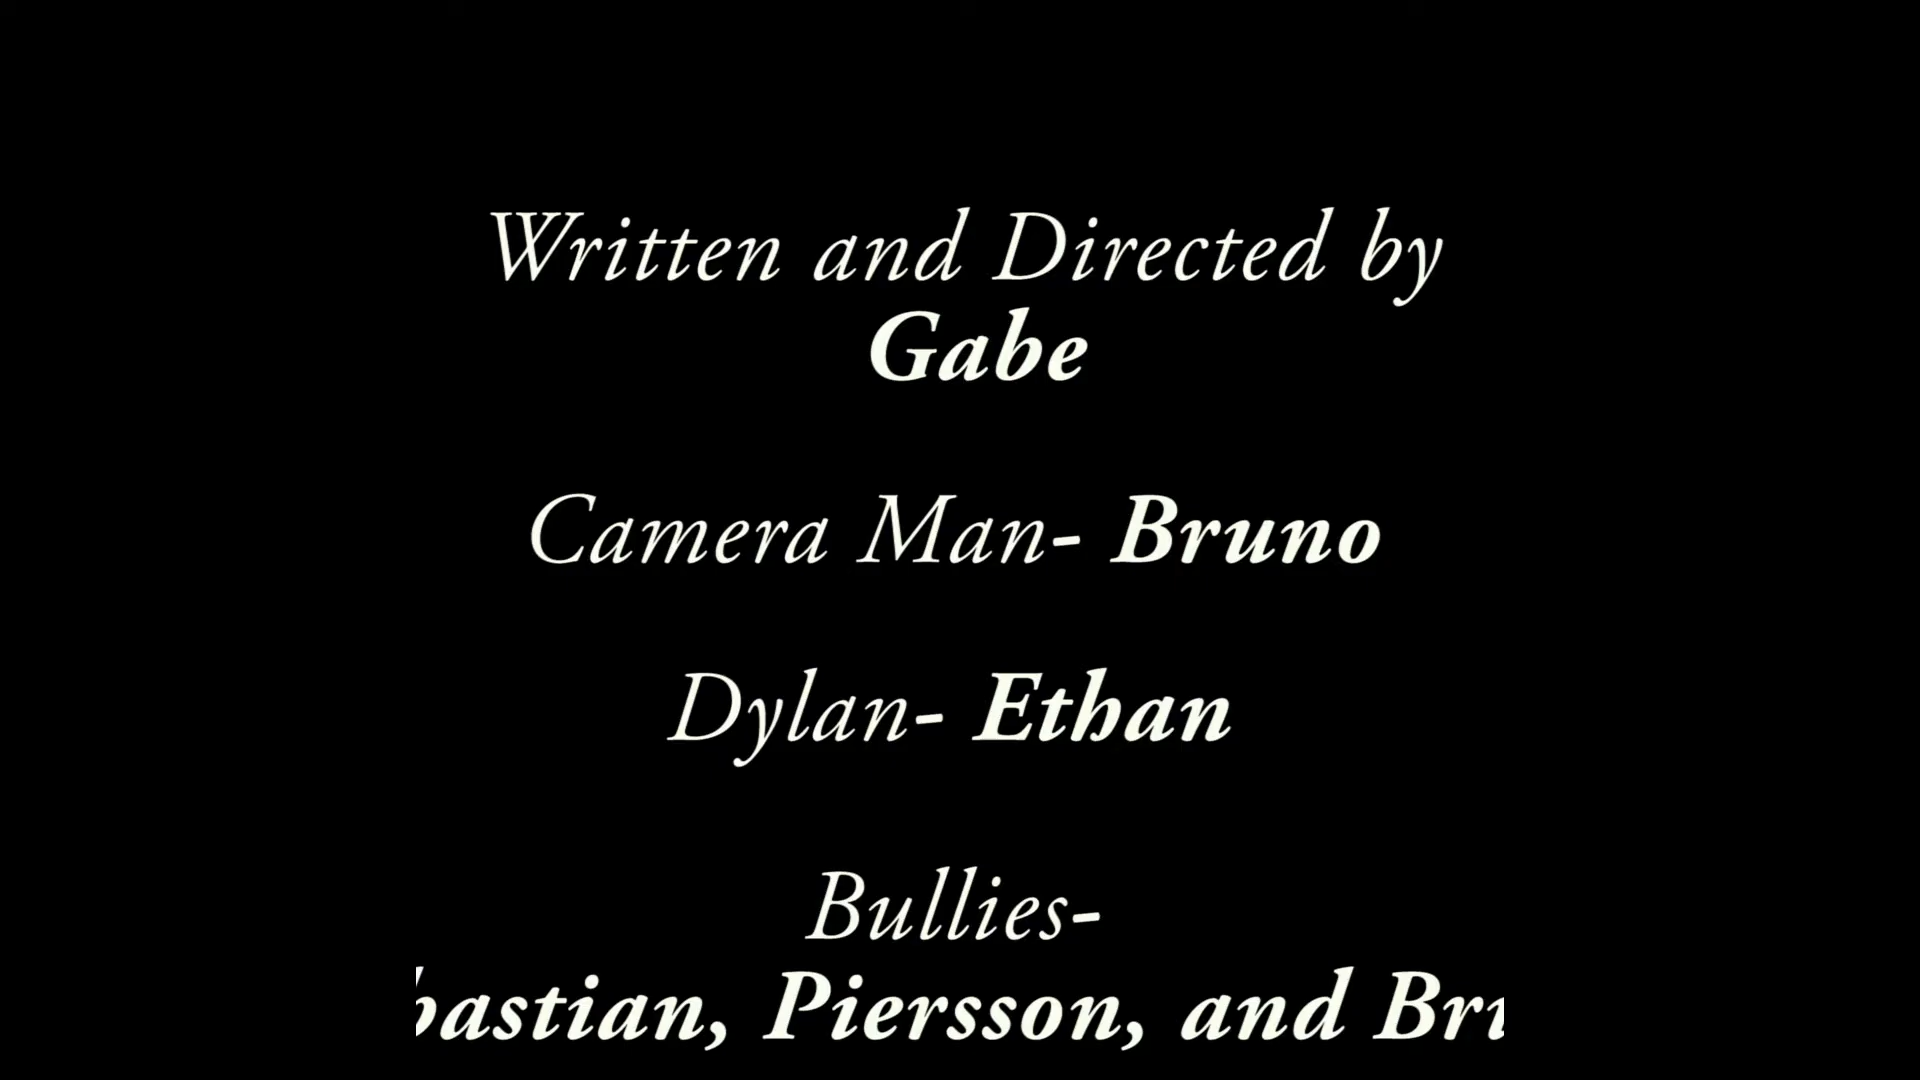 Written and Directed by
Gabe
Camera Man- Bruno
Dylan- Ethan
Bullies-
Piersson, and